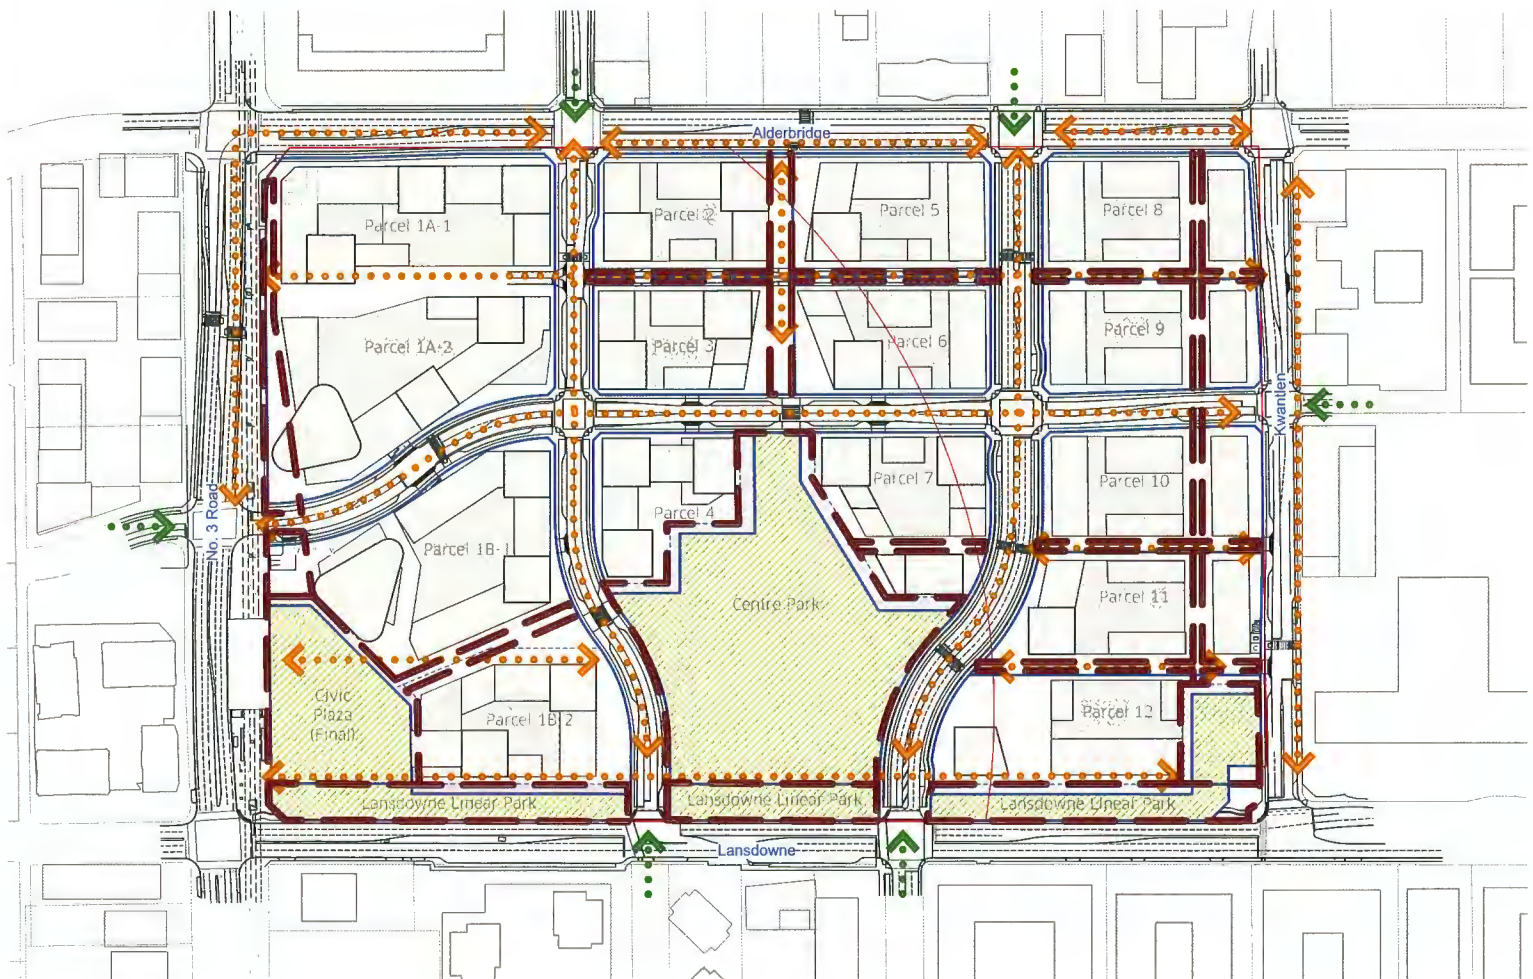 Alderbridge
Parcel 1A-1
Parcel 2
Parcel 5
Parcel 8
Parcel 1A-2
Parcel 3
Parcel 6
Parcel 9
Kwantlen
No. 3 Road
Parcel 4
Parcel 7
Parcel 10
Parcel 1B-1
Centre Park
Parcel 11
Civic
Plaza
(Final)
Parcel 1B-2
Parcel 12
Lansdowne Linear Park
Lansdowne Linear Park
Lansdowne Linear Park
Lansdowne